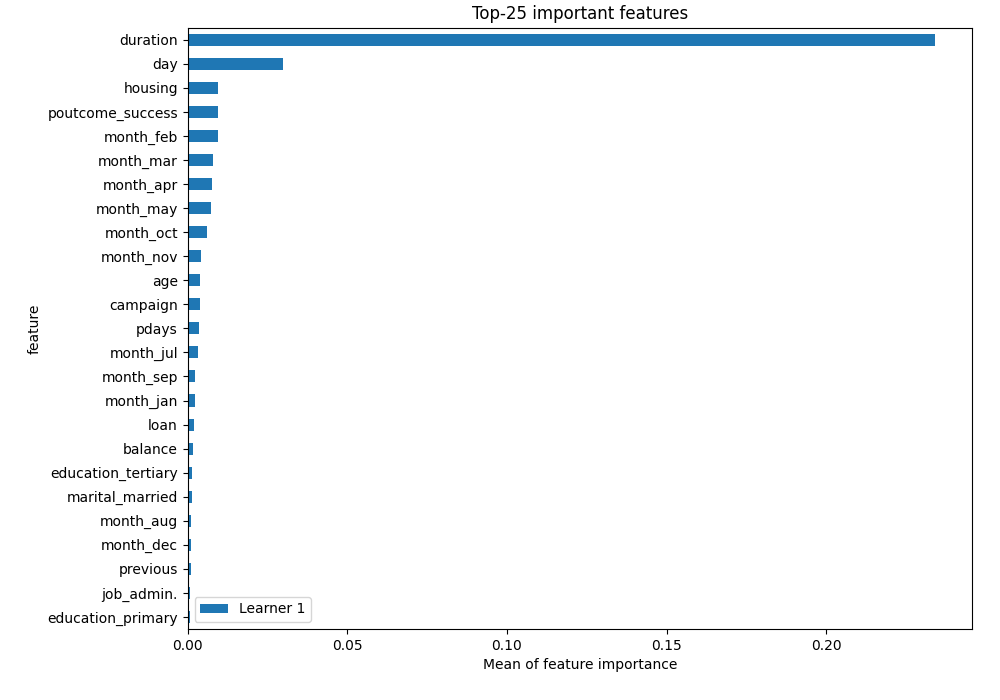 Top-25 important features
duration
day
housing
poutcome_success
month_feb
month_mar
month_apr
month_may
month_oct
month_nov
age
campaign
pdays
month_jul
month_sep
month_jan
loan
balance
education_tertiary
marital_married
month_aug
month_dec
previous
job_admin.
education_primary
feature
Learner 1
0.00 0.05 0.10 0.15 0.20
Mean of feature importance